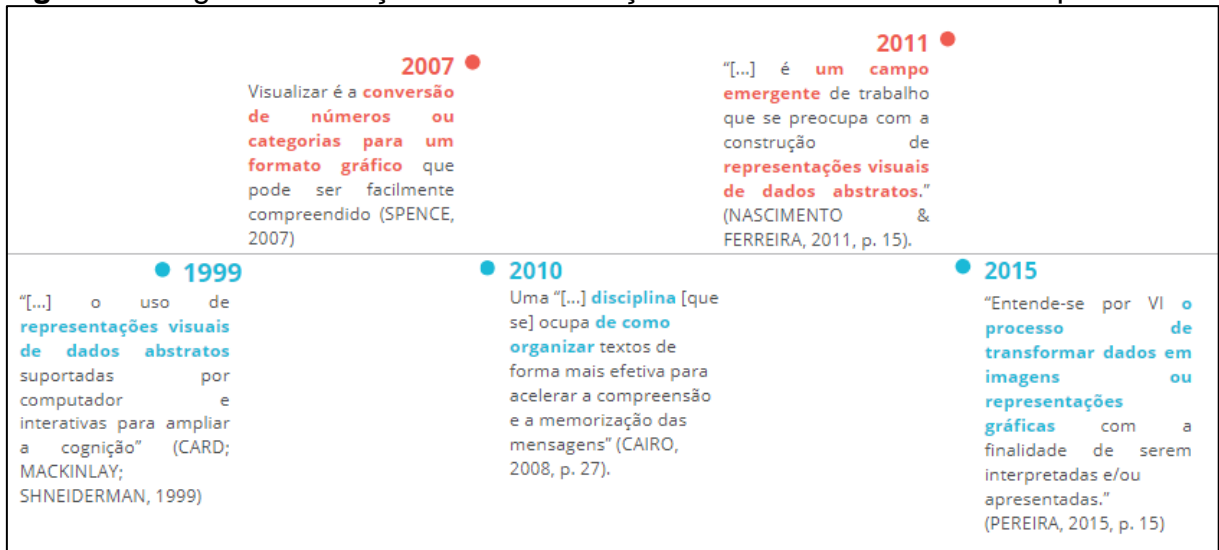 2007
Visualizar é a conversão
de números ou
categorias para um
formato gráfico que
pode ser facilmente
compreendido (SPENCE,
2007)
2011
“[...] é um campo
emergente de trabalho
que se preocupa com a
construção de
representações visuais
de dados abstratos.”
(NASCIMENTO &
FERREIRA, 2011, p. 15).
1999
“[...] o uso de
representações visuais
de dados abstratos
suportadas por
computador e
interativas para ampliar
a cognição” (CARD;
MACKINLAY;
SHNEIDERMAN, 1999)
2010
Uma “[...] disciplina [que
se] ocupa de como
organizar textos de
forma mais efetiva para
acelerar a compreensão
e a memorização das
mensagens” (CAIRO,
2008, p. 27).
2015
“Entende-se por VI o
processo de
transformar dados em
imagens ou
representações
gráficas com a
finalidade de serem
interpretadas e/ou
apresentadas.”
(PEREIRA, 2015, p. 15)